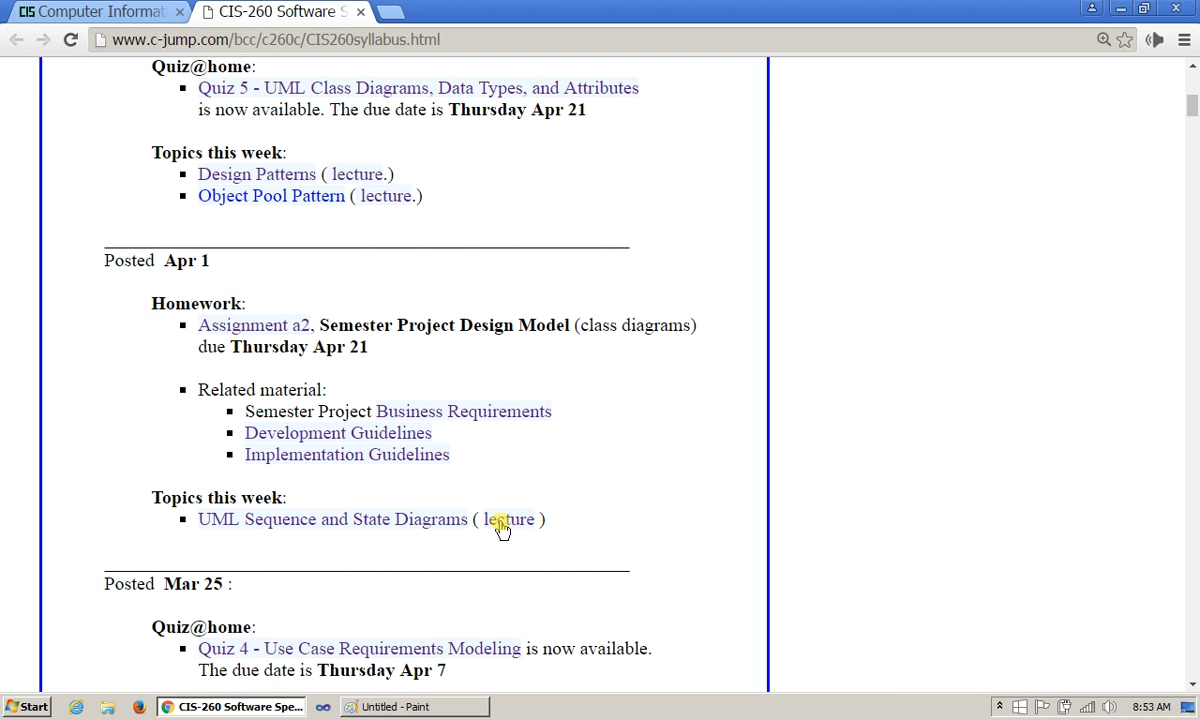 CIS Computer Informat
CIS-260 Software S
www.c-jump.com/bcc/c260c/CIS260syllabus.html
Quiz@home:
Quiz 5 - UML Class Diagrams, Data Types, and Attributes
is now available. The due date is Thursday Apr 21
Topics this week:
Design Patterns ( lecture.)
Object Pool Pattern ( lecture.)
Posted Apr 1
Homework:
Assignment a2, Semester Project Design Model (class diagrams)
due Thursday Apr 21
Related material:
Semester Project Business Requirements
Development Guidelines
Implementation Guidelines
Topics this week:
UML Sequence and State Diagrams ( lecture )
Posted Mar 25 :
Quiz@home:
Quiz 4 - Use Case Requirements Modeling is now available.
The due date is Thursday Apr 7
Start CIS-260 Software Spe... Untitled - Paint 8:53 AM